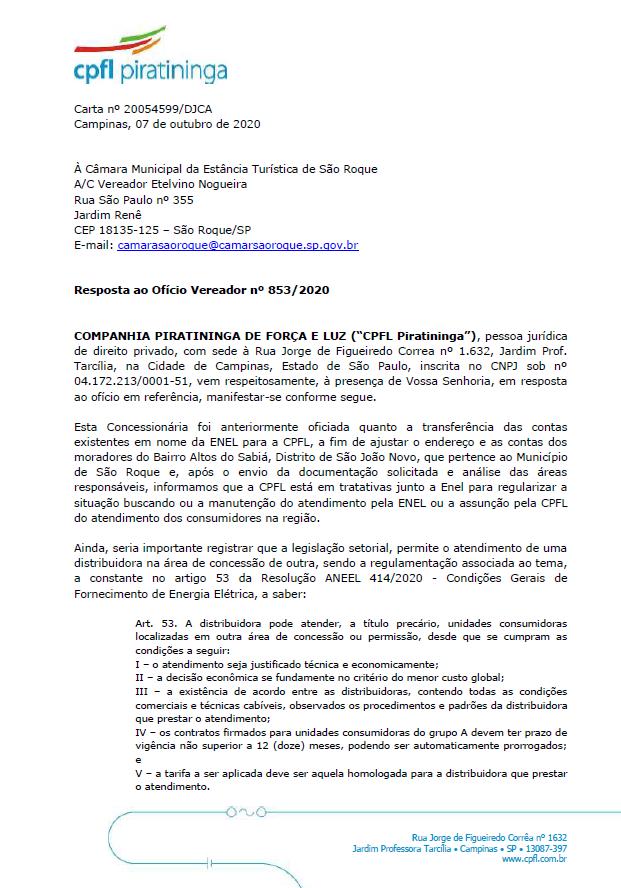 cpfl piratininga
Carta nº 20054599/DJCA
Campinas, 07 de outubro de 2020
À Câmara Municipal da Estância Turística de São Roque
A/C Vereador Etelvino Nogueira
Rua São Paulo nº 355
Jardim Renê
CEP 18135-125 – São Roque/SP
E-mail: camarasaoroque@camarsaoroque.sp.gov.br
Resposta ao Ofício Vereador nº 853/2020
COMPANHIA PIRATININGA DE FORÇA E LUZ (“CPFL Piratininga”), pessoa jurídica
de direito privado, com sede à Rua Jorge de Figueiredo Correa nº 1.632, Jardim Prof.
Tarcília, na Cidade de Campinas, Estado de São Paulo, inscrita no CNPJ sob nº
04.172.213/0001-51, vem respeitosamente, à presença de Vossa Senhoria, em resposta
ao ofício em referência, manifestar-se conforme segue.
Esta Concessionária foi anteriormente oficiada quanto a transferência das contas
existentes em nome da ENEL para a CPFL, a fim de ajustar o endereço e as contas dos
moradores do Bairro Altos do Sabiá, Distrito de São João Novo, que pertence ao Município
de São Roque e, após o envio da documentação solicitada e análise das áreas
responsáveis, informamos que a CPFL está em tratativas junto a Enel para regularizar a
situação buscando ou a manutenção do atendimento pela ENEL ou a assunção pela CPFL
do atendimento dos consumidores na região.
Ainda, seria importante registrar que a legislação setorial, permite o atendimento de uma
distribuidora na área de concessão de outra, sendo a regulamentação associada ao tema,
a constante no artigo 53 da Resolução ANEEL 414/2020 - Condições Gerais de
Fornecimento de Energia Elétrica, a saber:
Art. 53. A distribuidora pode atender, a título precário, unidades consumidoras
localizadas em outra área de concessão ou permissão, desde que se cumpram as
condições a seguir:
I – o atendimento seja justificado técnica e economicamente;
II – a decisão econômica se fundamente no critério do menor custo global;
III – a existência de acordo entre as distribuidoras, contendo todas as condições
comerciais e técnicas cabíveis, observados os procedimentos e padrões da distribuidora
que prestar o atendimento;
IV – os contratos firmados para unidades consumidoras do grupo A devem ter prazo de
vigência não superior a 12 (doze) meses, podendo ser automaticamente prorrogados;
e
V – a tarifa a ser aplicada deve ser aquela homologada para a distribuidora que prestar
o atendimento.
Rua Jorge de Figueiredo Corrêa nº 1632
Jardim Professora Tarcília • Campinas • SP • 13087-397
www.cpfl.com.br